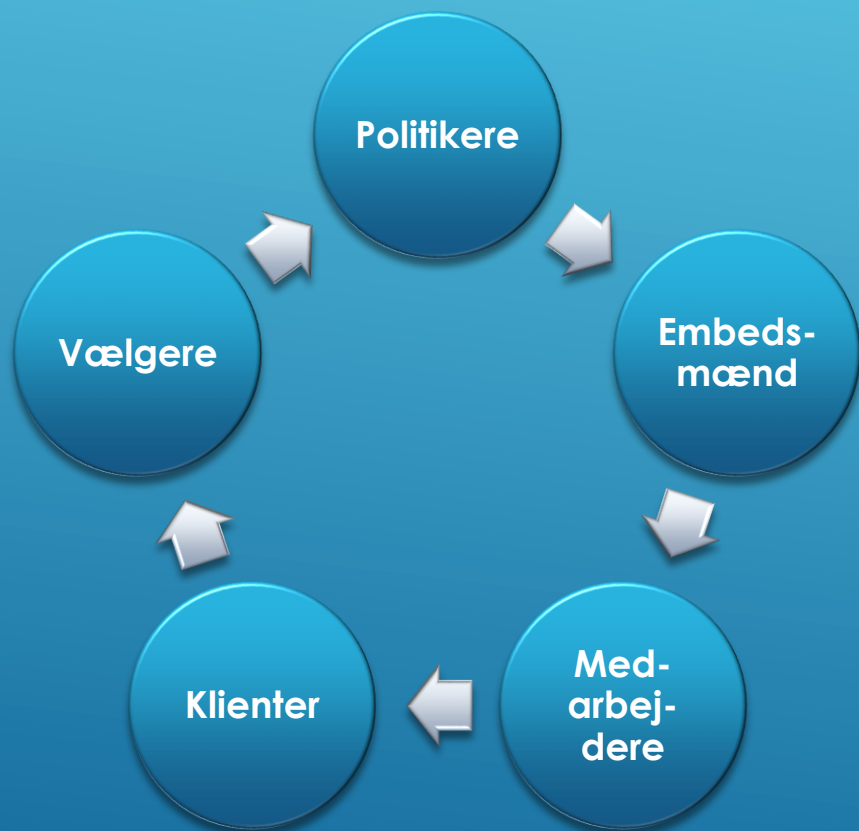 Politikere
Embeds-
mænd
Med-
arbej-
dere
Klienter
Vælgere